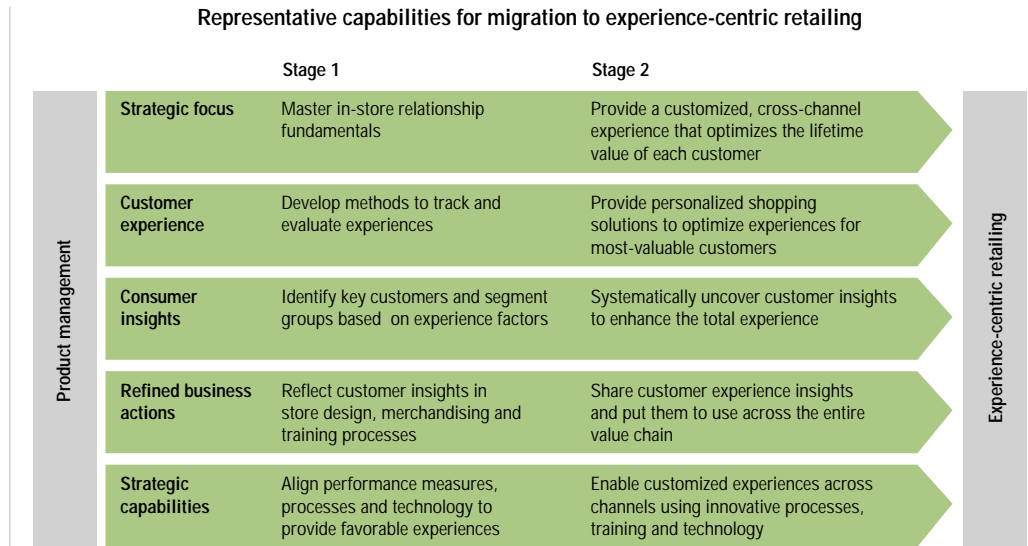 Representative capabilities for migration to experience-centric retailing
Stage 1
Stage 2
Product management
Strategic focus
Master in-store relationship
fundamentals
Provide a customized, cross-channel
experience that optimizes the lifetime
value of each customer
Customer
experience
Develop methods to track and
evaluate experiences
Provide personalized shopping
solutions to optimize experiences for
most-valuable customers
Consumer
insights
Identify key customers and segment
groups based on experience factors
Systematically uncover customer insights
to enhance the total experience
Refined business
actions
Reflect customer insights in
store design, merchandising and
training processes
Share customer experience insights
and put them to use across the entire
value chain
Strategic
capabilities
Align performance measures,
processes and technology to
provide favorable experiences
Enable customized experiences across
channels using innovative processes,
training and technology
Experience-centric retailing